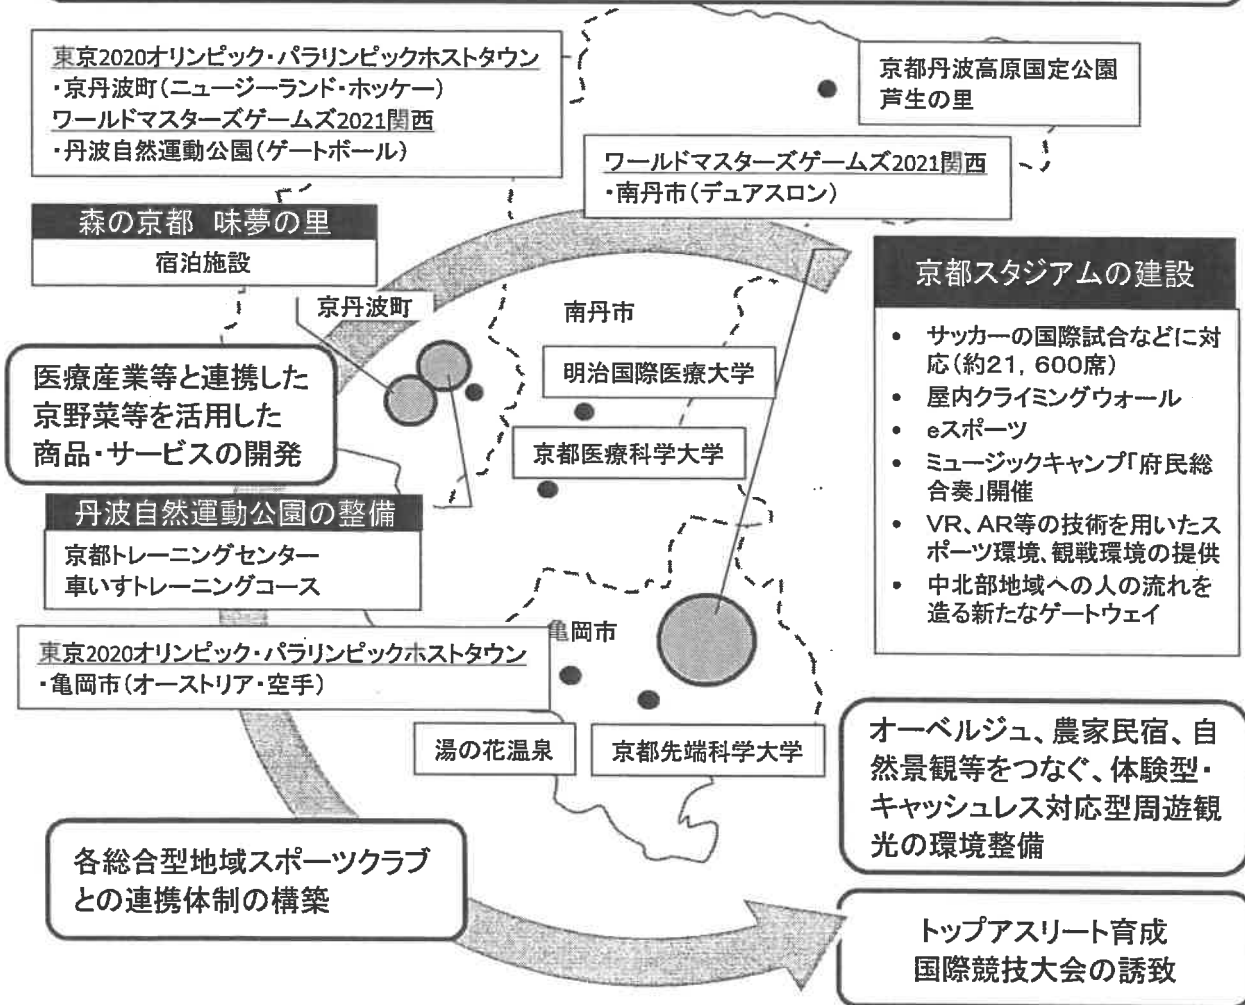 東京2020オリンピック・パラリンピックホストタウン
・京丹波町(ニュージーランド・ホッケー)
ワールドマスターズゲームズ2021関西
・丹波自然運動公園(ゲートボール)
京都丹波高原国定公園
芦生の里
ワールドマスターズゲームズ2021関西
・南丹市(デュアスロン)
森の京都 味夢の里
宿泊施設
京丹波町
南丹市
京都スタジアムの建設
• サッカーの国際試合などに対
応(約21,600席)
• 屋内クライミングウォール
• eスポーツ
• ミュージックキャンプ「府民総
合奏」開催
• VR、AR等の技術を用いたス
ポーツ環境、観戦環境の提供
• 中北部地域への人の流れを
造る新たなゲートウェイ
医療産業等と連携した
京野菜等を活用した
商品・サービスの開発
明治国際医療大学
京都医療科学大学
丹波自然運動公園の整備
京都トレーニングセンター
車いすトレーニングコース
亀岡市
東京2020オリンピック・パラリンピックホストタウン
・亀岡市(オーストリア・空手)
湯の花温泉
京都先端科学大学
オーベルジュ、農家民宿、自
然景観等をつなぐ、体験型・
キャッシュレス対応型周遊観
光の環境整備
各総合型地域スポーツクラブ
との連携体制の構築
トップアスリート育成
国際競技大会の誘致